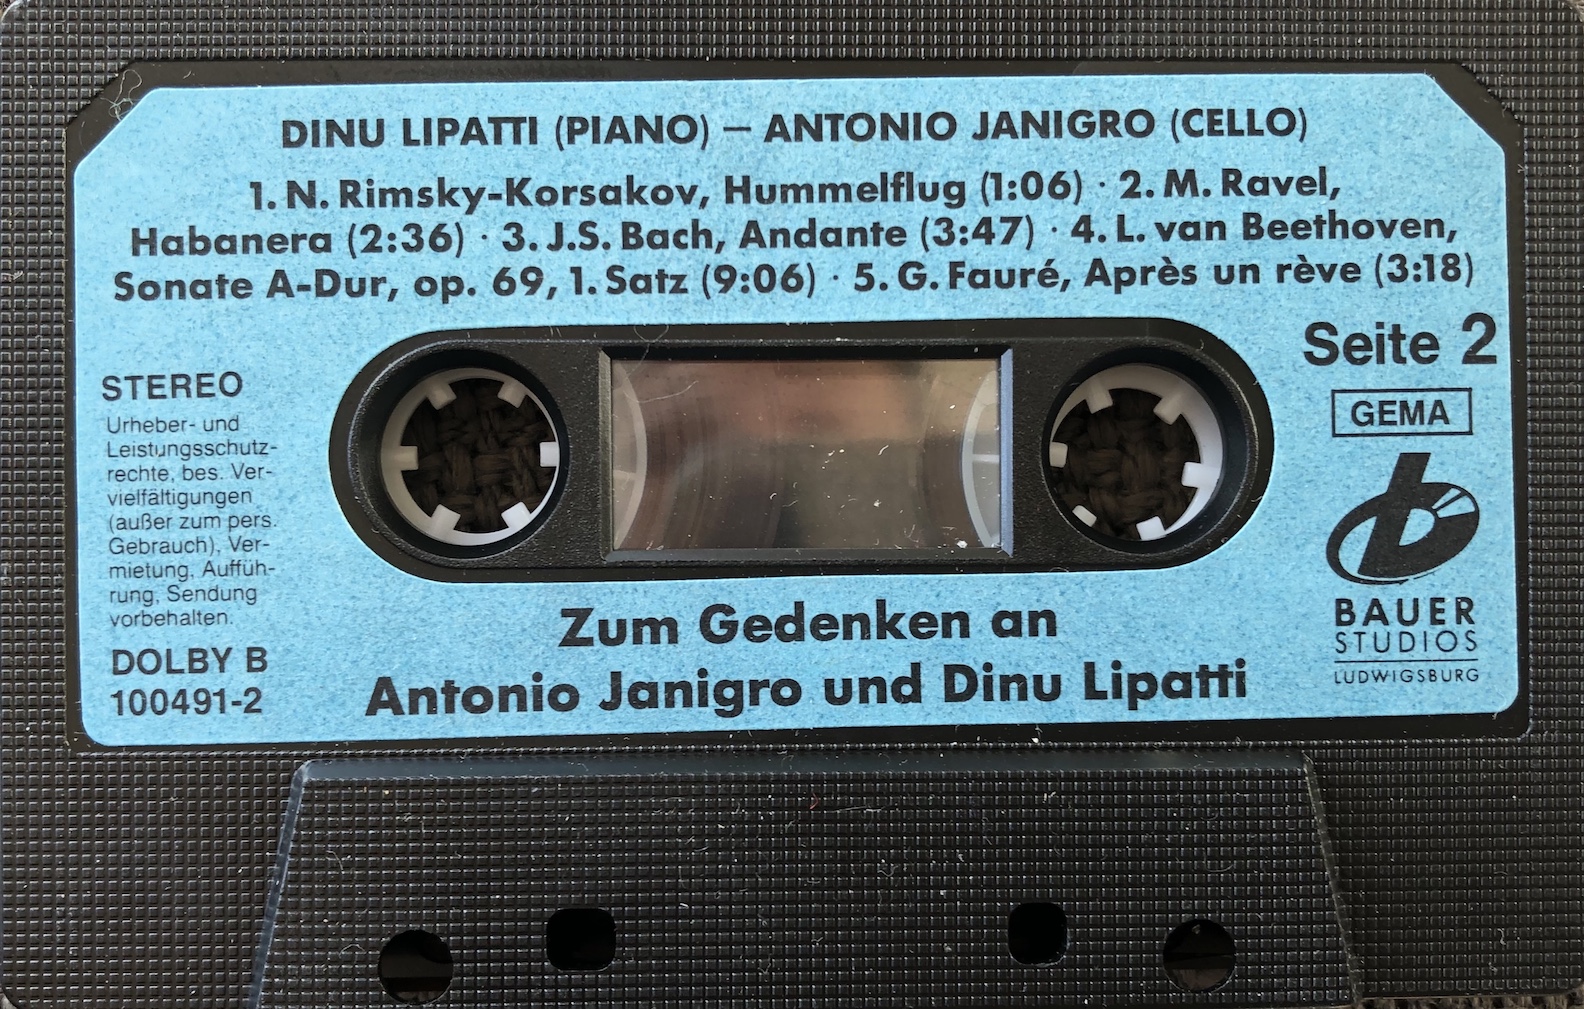 DINU LIPATTI (PIANO) – ANTONIO JANIGRO (CELLO)
1. N. Rimsky-Korsakov, Hummelflug (1:06) · 2. M. Ravel,
Habanera (2:36) · 3. J.S. Bach, Andante (3:47) · 4. L. van Beethoven,
Sonate A-Dur, op. 69, 1. Satz (9:06) · 5. G. Fauré, Après un rève (3:18)
Seite 2
GEMA
b
BAUER
STUDIOS
LUDWIGSBURG
STEREO
Urheber- und
Leistungsschutz-
rechte, bes. Ver-
vielfältigungen
(außer zum pers.
Gebrauch), Ver-
mietung, Auffüh-
rung, Sendung
vorbehalten.
DOLBY B
100491-2
Zum Gedenken an
Antonio Janigro und Dinu Lipatti